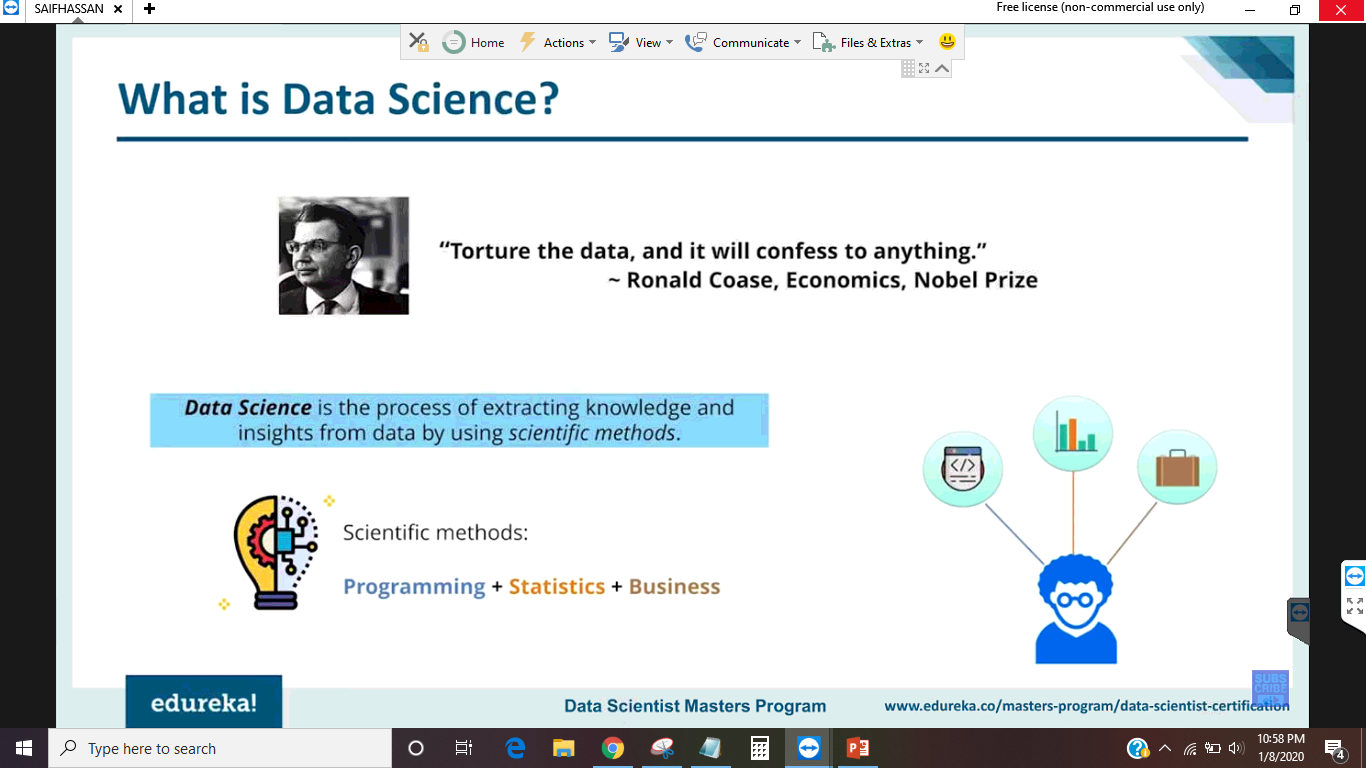 SAIFHASSAN
Free license (non-commercial use only)
Home Actions View Communicate Files & Extras
What is Data Science?
“Torture the data, and it will confess to anything.”
~ Ronald Coase, Economics, Nobel Prize
Data Science is the process of extracting knowledge and
insights from data by using scientific methods.
</>
Scientific methods:
Programming + Statistics + Business
edureka!
Data Scientist Masters Program
www.edureka.co/masters-program/data-scientist-certification
SUBS
CRIBE
Type here to search
10:58 PM
1/8/2020
4